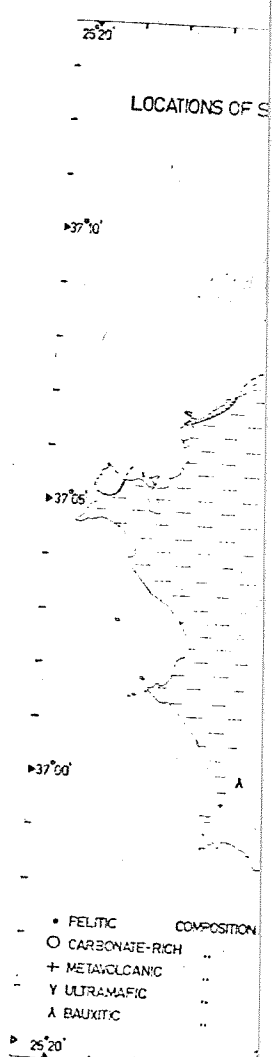 25°20'
LOCATIONS OF S
37°10'
37°05'
37°00'
• PELITIC COMPOSITION
O CARBONATE-RICH ,,
+ METAVOLCANIC ,,
Y ULTRAMAFIC ,,
⅄ BAUXITIC ,,
25°20'